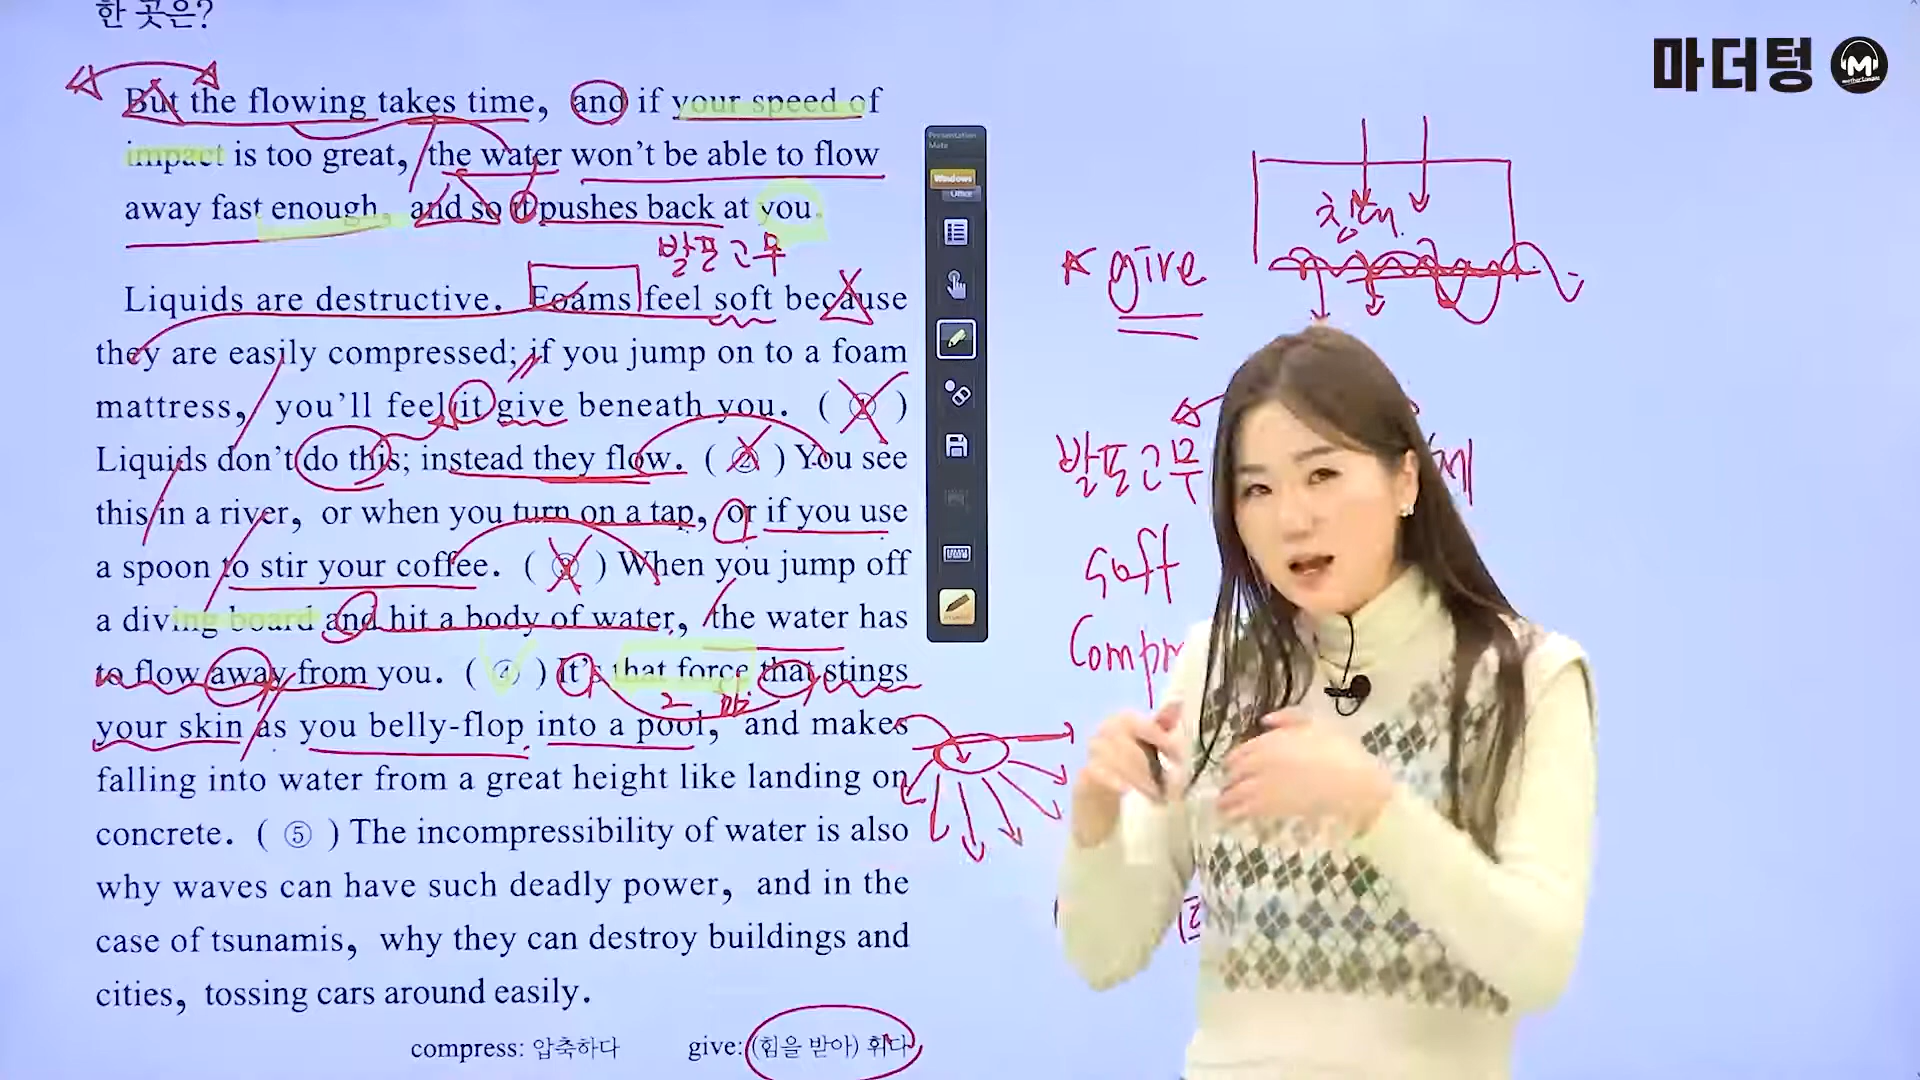 한 곳은?
마더텅
But the flowing takes time, and if your speed of
impact is too great, the water won't be able to flow
away fast enough, and so it pushes back at you.
발포고무
Liquids are destructive. Foams feel soft because
they are easily compressed; if you jump on to a foam
mattress, you'll feel it give beneath you. ( ① )
Liquids don't do this; instead they flow. ( ② ) You see
this in a river, or when you turn on a tap, or if you use
a spoon to stir your coffee. ( ③ ) When you jump off
a diving board and hit a body of water, the water has
to flow away from you. ( ④ ) It's that force that stings
your skin as you belly-flop into a pool, and makes
falling into water from a great height like landing on
concrete. ( ⑤ ) The incompressibility of water is also
why waves can have such deadly power, and in the
case of tsunamis, why they can destroy buildings and
cities, tossing cars around easily.
compress: 압축하다 give: (힘을 받아) 휘다
Presentation
Mate
Windows
Office
침대
give
발포고무
soft